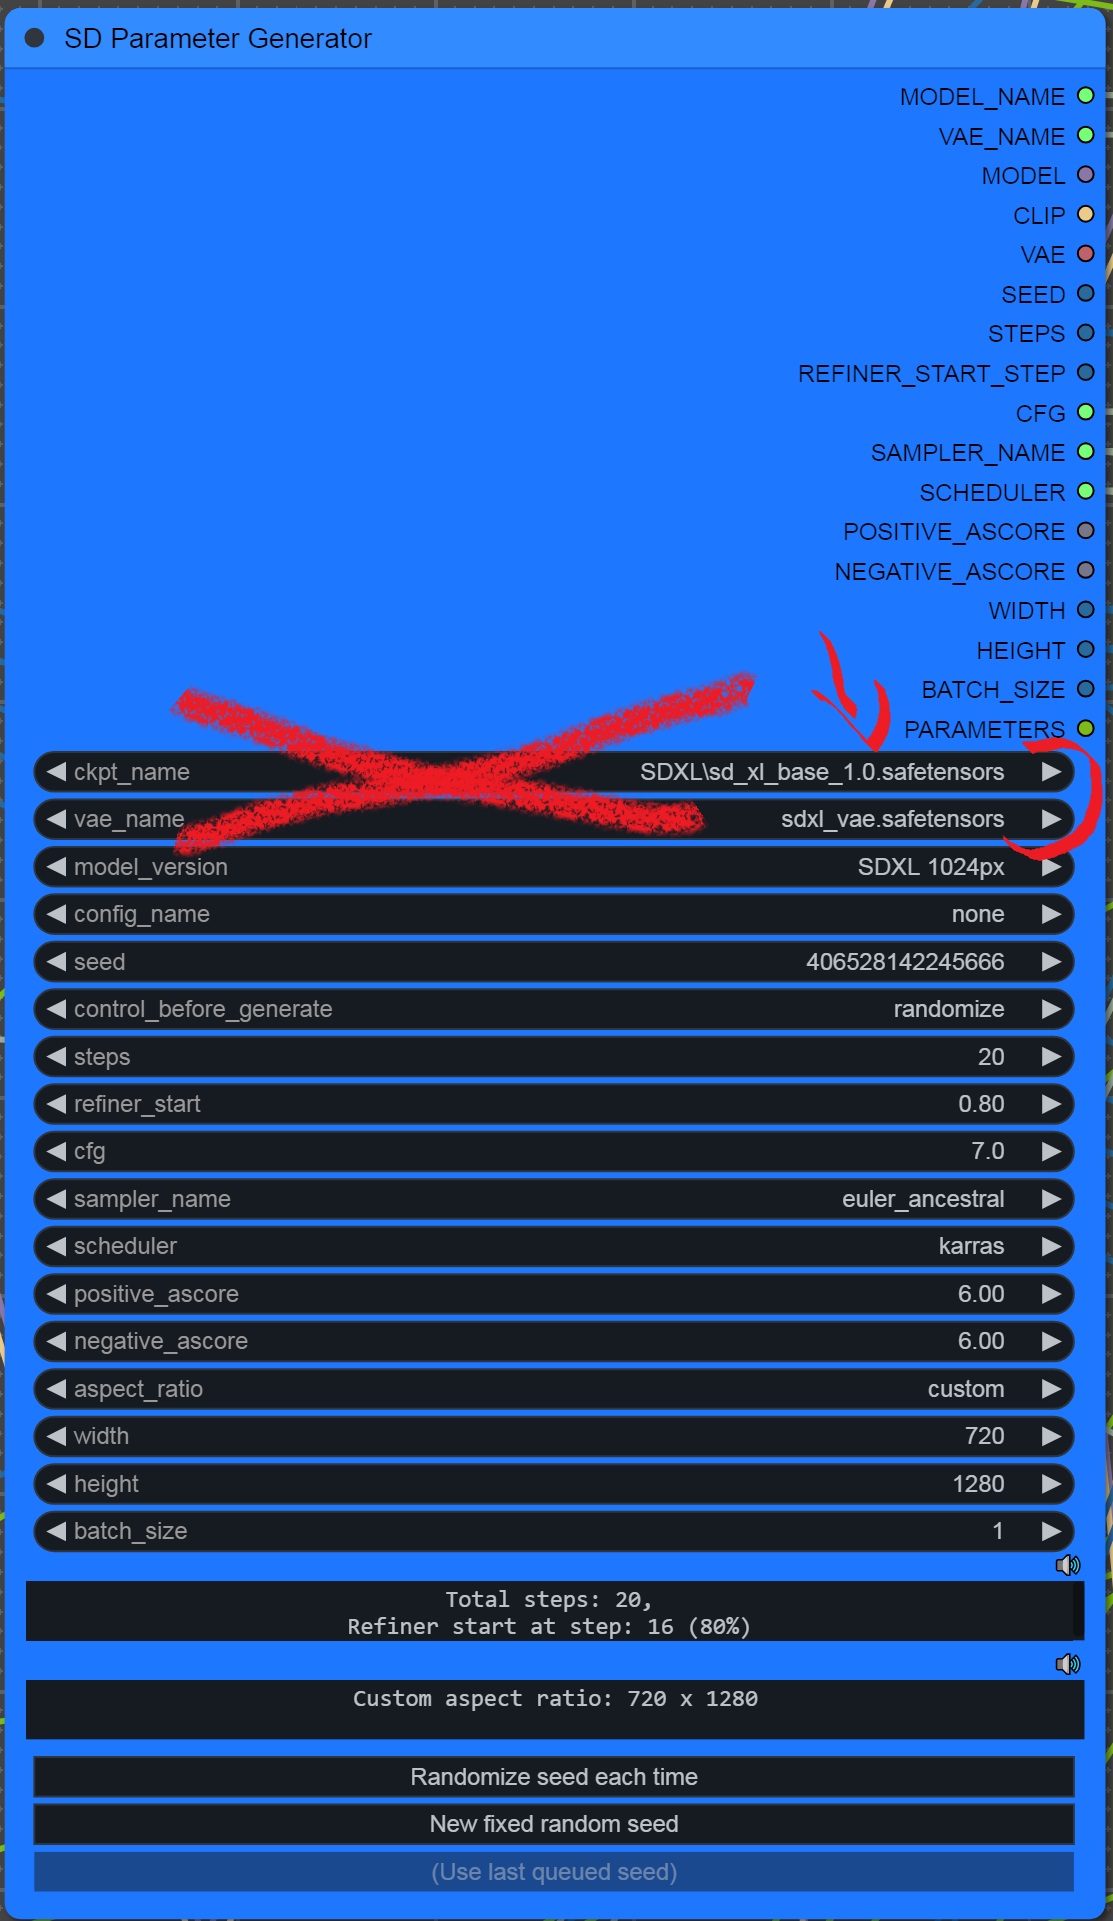 SD Parameter Generator
MODEL_NAME
VAE_NAME
MODEL
CLIP
VAE
SEED
STEPS
REFINER_START_STEP
CFG
SAMPLER_NAME
SCHEDULER
POSITIVE_ASCORE
NEGATIVE_ASCORE
WIDTH
HEIGHT
BATCH_SIZE
PARAMETERS
ckpt_name SDXL\sd_xl_base_1.0.safetensors
vae_name sdxl_vae.safetensors
model_version SDXL 1024px
config_name none
seed 406528142245666
control_before_generate randomize
steps 20
refiner_start 0.80
cfg 7.0
sampler_name euler_ancestral
scheduler karras
positive_ascore 6.00
negative_ascore 6.00
aspect_ratio custom
width 720
height 1280
batch_size 1
Total steps: 20,
Refiner start at step: 16 (80%)
Custom aspect ratio: 720 x 1280
Randomize seed each time
New fixed random seed
(Use last queued seed)